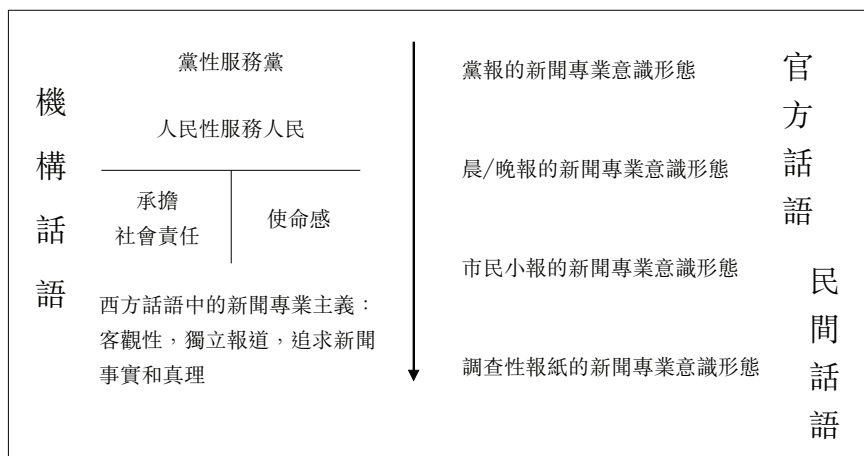 機構話語
黨性服務黨
人民性服務人民
承擔
社會責任
使命感
西方話語中的新聞專業主義：
客觀性，獨立報道，追求新聞
事實和真理
黨報的新聞專業意識形態
晨/晚報的新聞專業意識形態
市民小報的新聞專業意識形態
調查性報紙的新聞專業意識形態
官方話語
民間話語